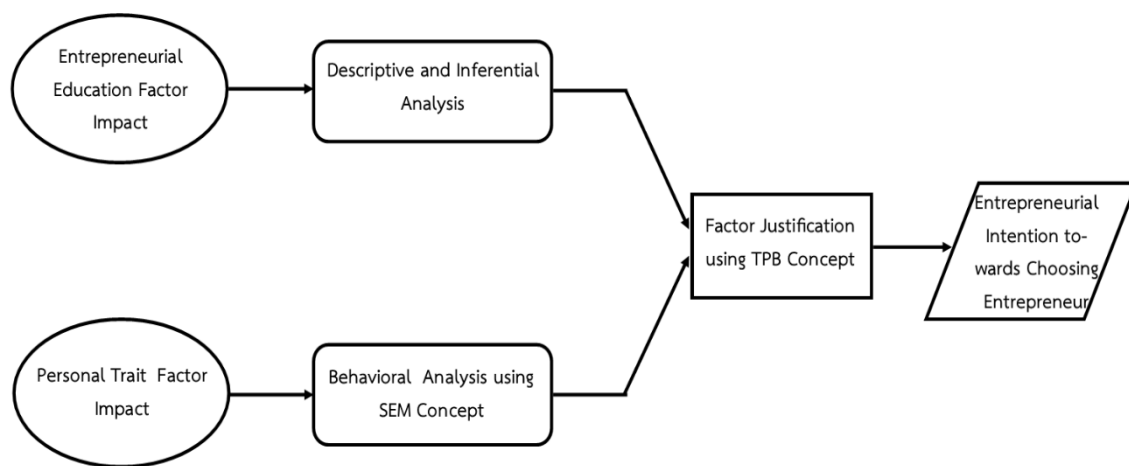 Entrepreneurial
Education Factor
Impact
Descriptive and Inferential
Analysis
Factor Justification
using TPB Concept
Entrepreneurial
Intention to-
wards Choosing
Entrepreneur
Personal Trait Factor
Impact
Behavioral Analysis using
SEM Concept